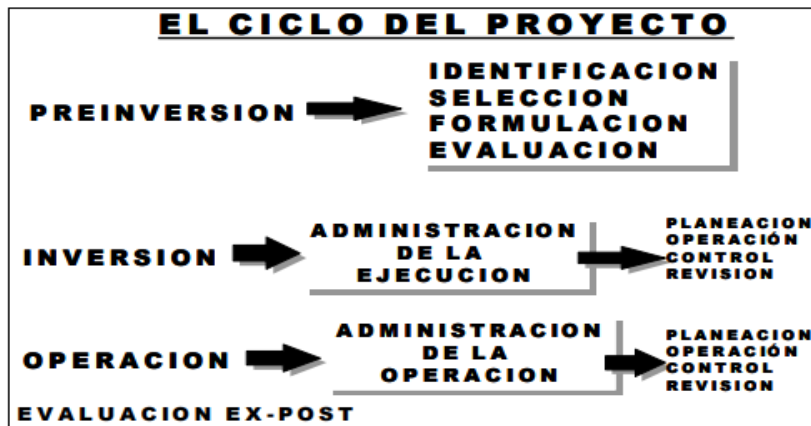 EL CICLO DEL PROYECTO
PREINVERSION
IDENTIFICACION
SELECCION
FORMULACION
EVALUACION
INVERSION
ADMINISTRACION
DE LA
EJECUCION
PLANEACION
OPERACIÓN
CONTROL
REVISION
OPERACION
ADMINISTRACION
DE LA
OPERACION
PLANEACION
OPERACIÓN
CONTROL
REVISION
EVALUACION EX-POST